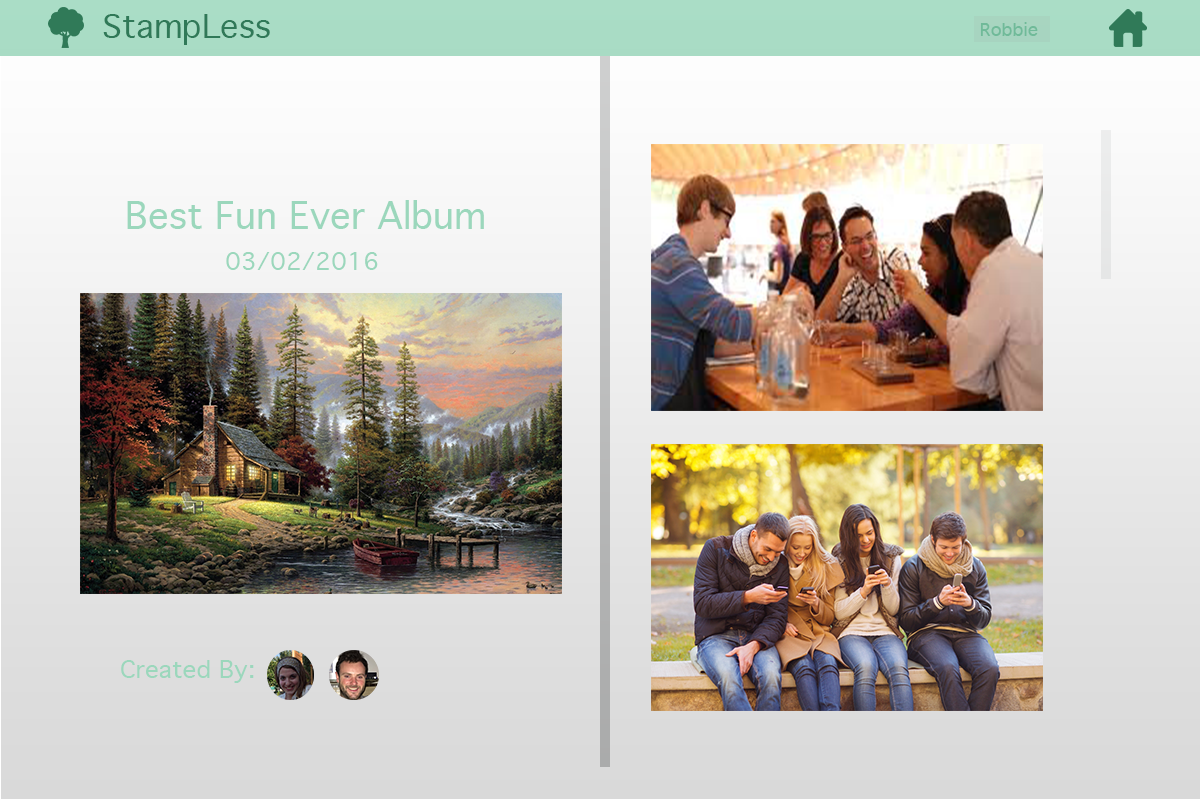 StampLess
Robbie
Best Fun Ever Album
03/02/2016
Created By: